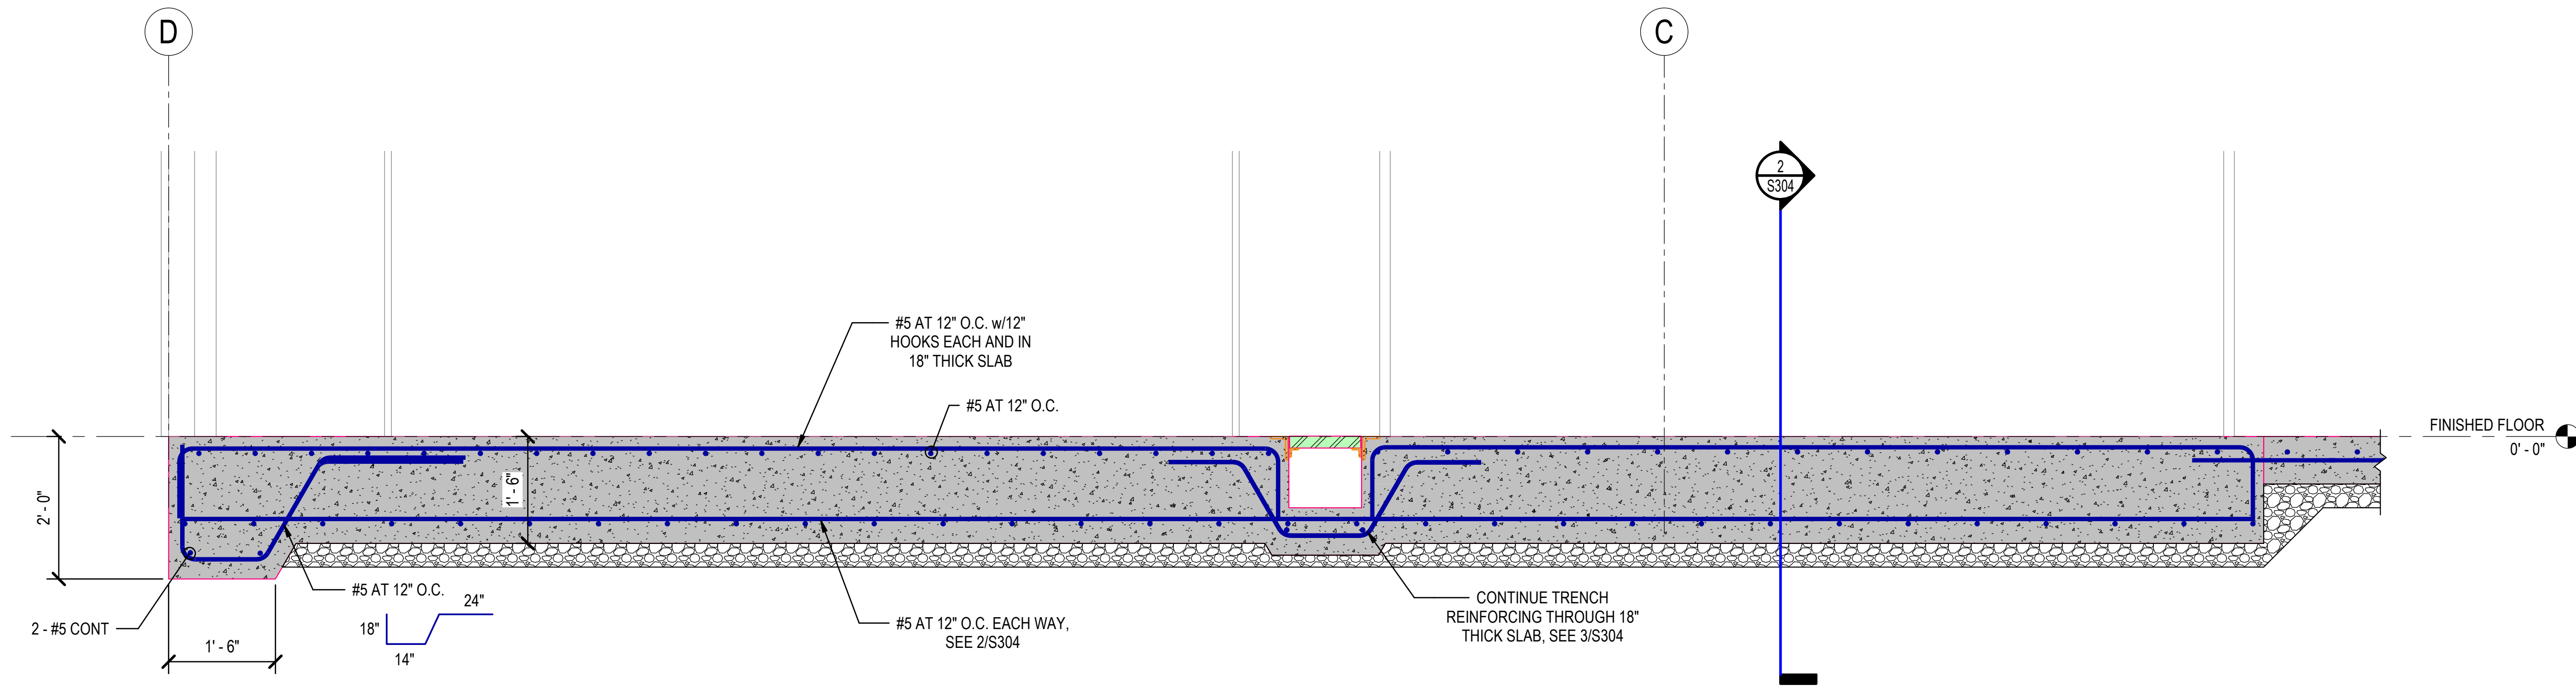 D
C
2
S304
#5 AT 12" O.C. w/12"
HOOKS EACH AND IN
18" THICK SLAB
#5 AT 12" O.C.
FINISHED FLOOR
0' - 0"
2' - 0"
1' - 6"
#5 AT 12" O.C.
24"
18"
14"
2 - #5 CONT
1' - 6"
#5 AT 12" O.C. EACH WAY,
SEE 2/S304
CONTINUE TRENCH
REINFORCING THROUGH 18"
THICK SLAB, SEE 3/S304